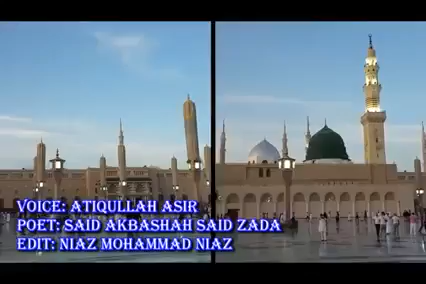 VOICE: ATIQULLAH ASIR
POET: SAID AKBASHAH SAID ZADA
EDIT: NIAZ MOHAMMAD NIAZ